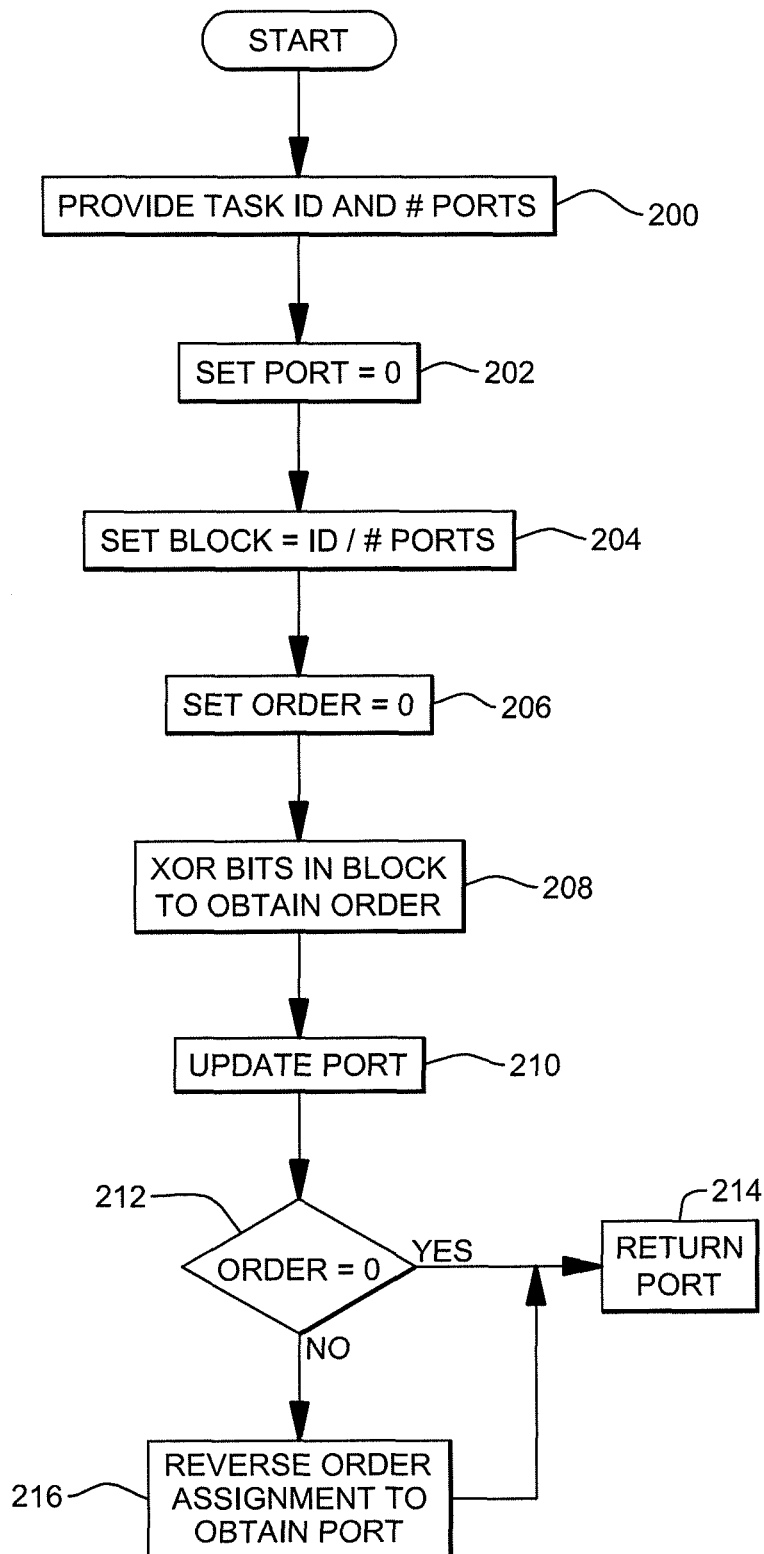 START
PROVIDE TASK ID AND # PORTS
200
SET PORT = 0
202
SET BLOCK = ID / # PORTS
204
SET ORDER = 0
206
XOR BITS IN BLOCK
TO OBTAIN ORDER
208
UPDATE PORT
210
212
ORDER = 0
YES
214
RETURN
PORT
NO
216
REVERSE ORDER
ASSIGNMENT TO
OBTAIN PORT